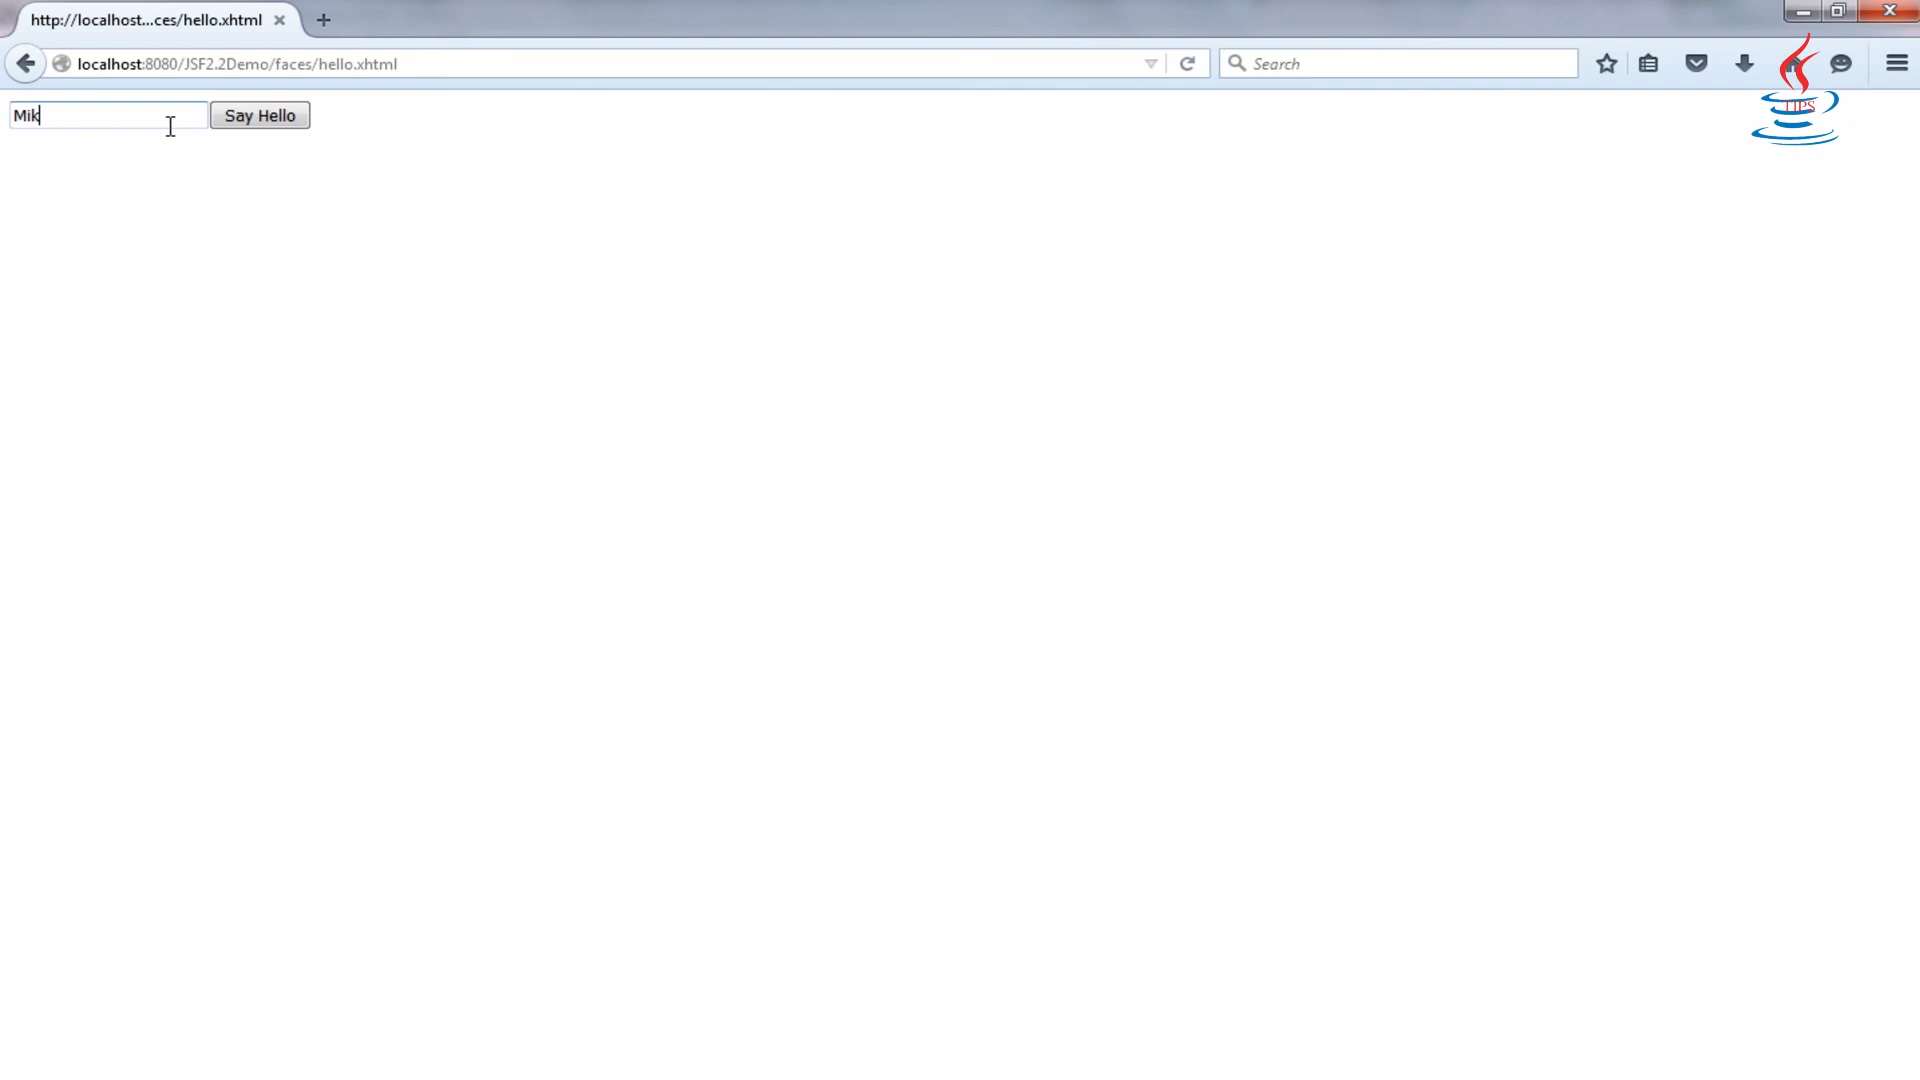 http://localhost...ces/hello.xhtml
localhost:8080/JSF2.2Demo/faces/hello.xhtml
Search
Mik
Say Hello
TIPS